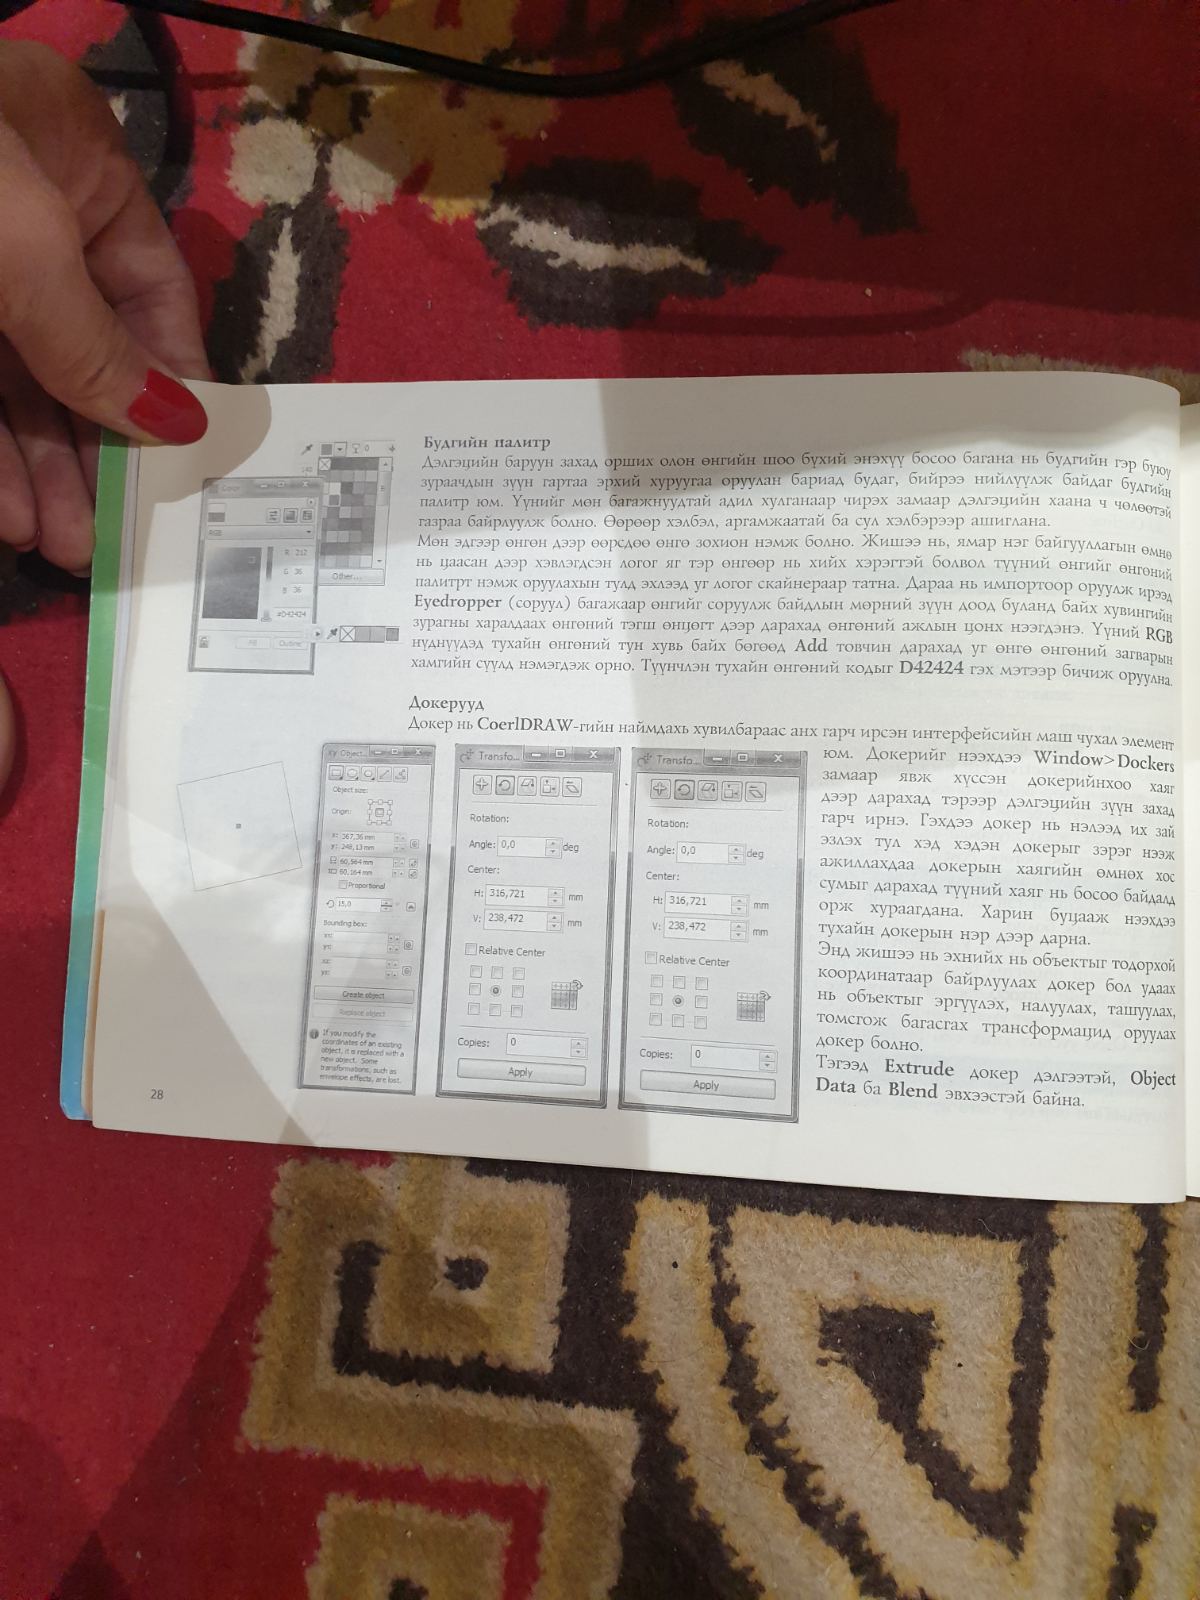 Будгийн палитр
Дэлгэцийн баруун захад орших олон өнгийн шоо бүхий энэхүү босоо багана нь будгийн гэр буюу
зураачдын зүүн гартаа эрхий хуруугаа оруулан бариад будаг, бийрээ нийлүүлж байдаг будгийн
палитр юм. Үүнийг мөн багажнуудтай адил хулганаар чирэх замаар дэлгэцийн хаана ч чөлөөтэй
газраа байрлуулж болно. Өөрөөр хэлбэл, аргамжаатай ба сул хэлбэрээр ашиглана.
Мөн эдгээр өнгөн дээр өөрсдөө өнгө зохион нэмж болно. Жишээ нь, ямар нэг байгууллагын өмнө
нь цаасан дээр хэвлэгдсэн логог яг тэр өнгөөр нь хийх хэрэгтэй болвол түүний өнгийг өнгөний
палитрт нэмж оруулахын тулд эхлээд уг логог скайнераар татна. Дараа нь импортоор оруулж ирээд
Eyedropper (соруул) багажаар өнгийг соруулж байдлын мөрний зүүн доод буланд байх хувингийн
зурагны харалдаах өнгөний тэгш өнцөгт дээр дарахад өнгөний ажлын цонх нээгдэнэ. Үүний RGB
нүднүүдэд тухайн өнгөний тун хувь байх бөгөөд Add товчин дарахад уг өнгө өнгөний загварын
хамгийн сүүлд нэмэгдэж орно. Түүнчлэн тухайн өнгөний кодыг D42424 гэх мэтээр бичиж оруулна.
0
Color
RGB
R 212
G 36
B 36
#D42424
Fill
Outline
Other...
Докерууд
Докер нь CoerlDRAW-гийн наймдахь хувилбараас анх гарч ирсэн интерфейсийн маш чухал элемент
юм. Докерийг нээхдээ Window>Dockers
замаар явж хүссэн докерийнхоо хаяг
дээр дарахад тэрээр дэлгэцийн зүүн захад
гарч ирнэ. Гэхдээ докер нь нэлээд их зай
эзлэх тул хэд хэдэн докерыг зэрэг нээж
ажиллахдаа докерын хаягийн өмнөх хос
сумыг дарахад түүний хаяг нь босоо байдалд
орж хураагдана. Харин буцааж нээхдээ
тухайн докерын нэр дээр дарна.
Энд жишээ нь эхнийх нь объектыг тодорхой
координатаар байрлуулах докер бол удаах
нь объектыг эргүүлэх, налуулах, ташуулах,
томсгож багасгах трансформацид оруулах
докер болно.
Тэгээд Extrude докер дэлгээтэй, Object
Data ба Blend эвхээстэй байна.
xy Object...
Object size:
Origin:
x: 367,36 mm
y: 248,13 mm
60,564 mm
60,164 mm
Proportional
15,0
Bounding box:
Create object
Replace object
If you modify the
coordinates of an existing
object, it is replaced with a
new object. Some
transformations, such as
envelope effects, are lost.
Transfo...
Rotation:
Angle: 0,0 deg
Center:
H: 316,721 mm
V: 238,472 mm
Relative Center
Copies: 0
Apply
Transfo...
Rotation:
Angle: 0,0 deg
Center:
H: 316,721 mm
V: 238,472 mm
Relative Center
Copies: 0
Apply
28